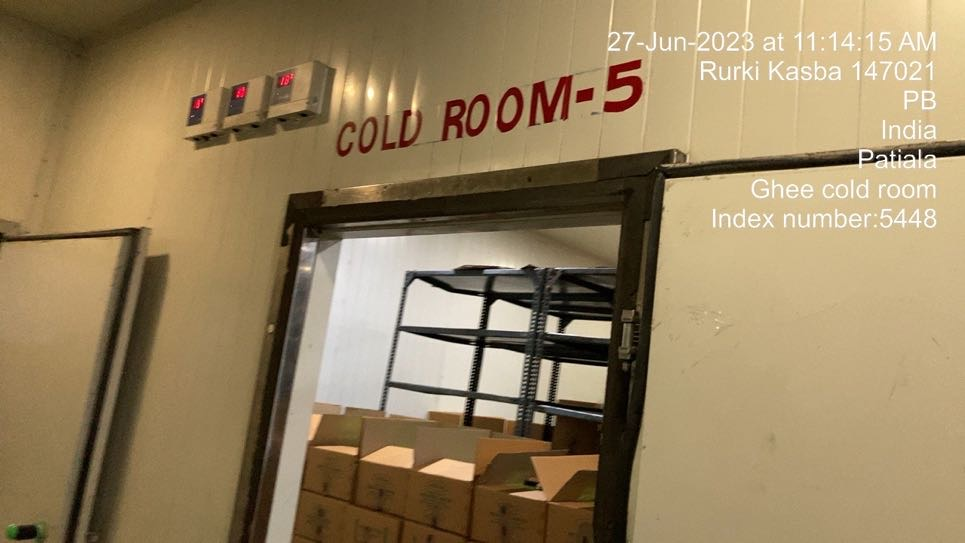 27-Jun-2023 at 11:14:15 AM
Rurki Kasba 147021
PB
India
Patiala
Ghee cold room
Index number:5448
COLD ROOM-5